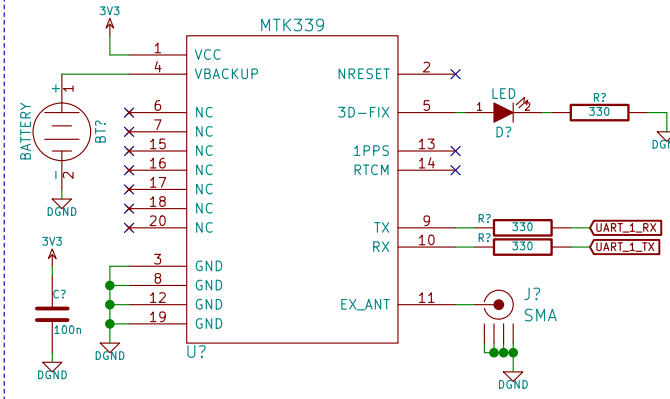 3V3
MTK339
1 VCC
4 VBACKUP
NRESET 2
+ 1
BATTERY
BT?
- 2
DGND
6 NC
7 NC
15 NC
16 NC
17 NC
18 NC
20 NC
3D-FIX 5
LED
1 2
D?
R?
330
1PPS 13
RTCM 14
TX 9
R?
330
UART_1_RX
RX 10
R?
330
UART_1_TX
3V3
C?
100n
DGND
3 GND
8 GND
12 GND
19 GND
DGND
U?
EX_ANT 11
J?
SMA
DGND